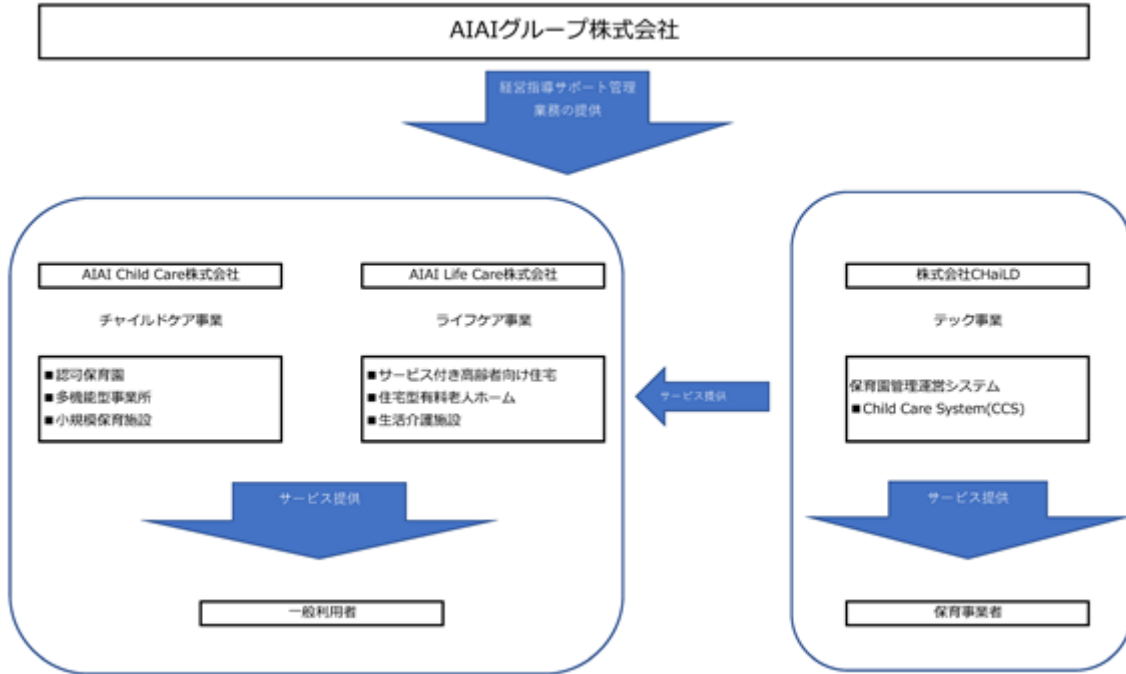 AIAIグループ株式会社
経営指導サポート管理
業務の提供
AIAI Child Care株式会社
チャイルドケア事業
■認可保育園
■多機能型事業所
■小規模保育施設
AIAI Life Care株式会社
ライフケア事業
■サービス付き高齢者向け住宅
■住宅型有料老人ホーム
■生活介護施設
サービス提供
一般利用者
サービス提供
株式会社CHaiLD
テック事業
保育園管理運営システム
■Child Care System(CCS)
サービス提供
保育事業者